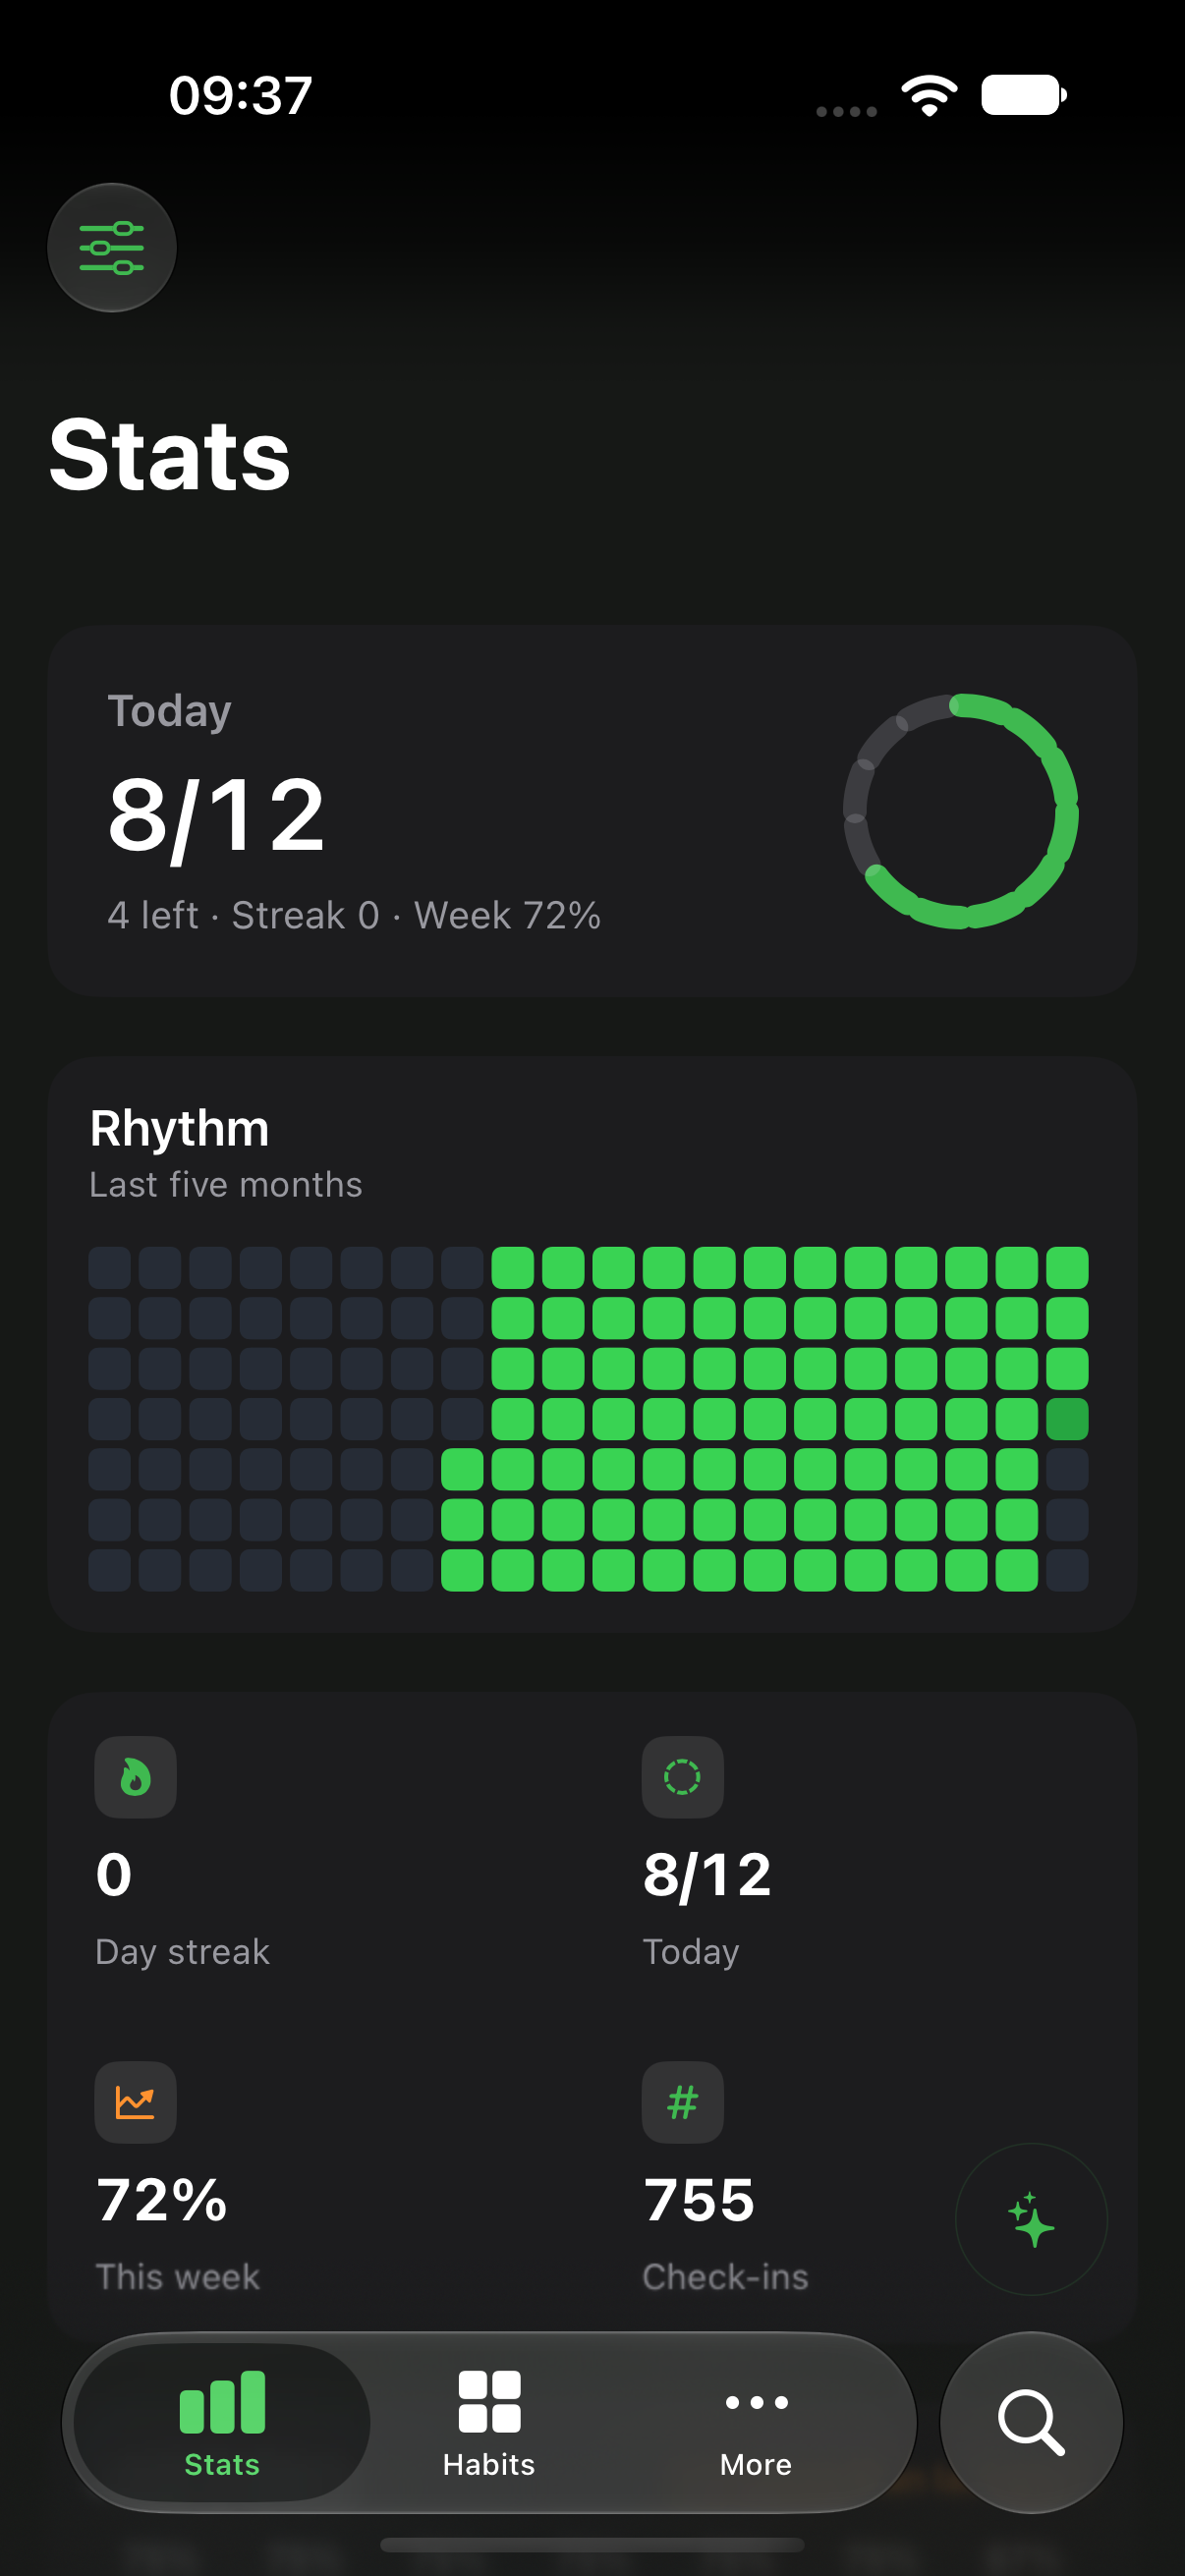 09:37
Stats
Today
8/12
4 left · Streak 0 · Week 72%
Rhythm
Last five months
0
8/12
Day streak
Today
72%
755
This week
Check-ins
Stats
Habits
More